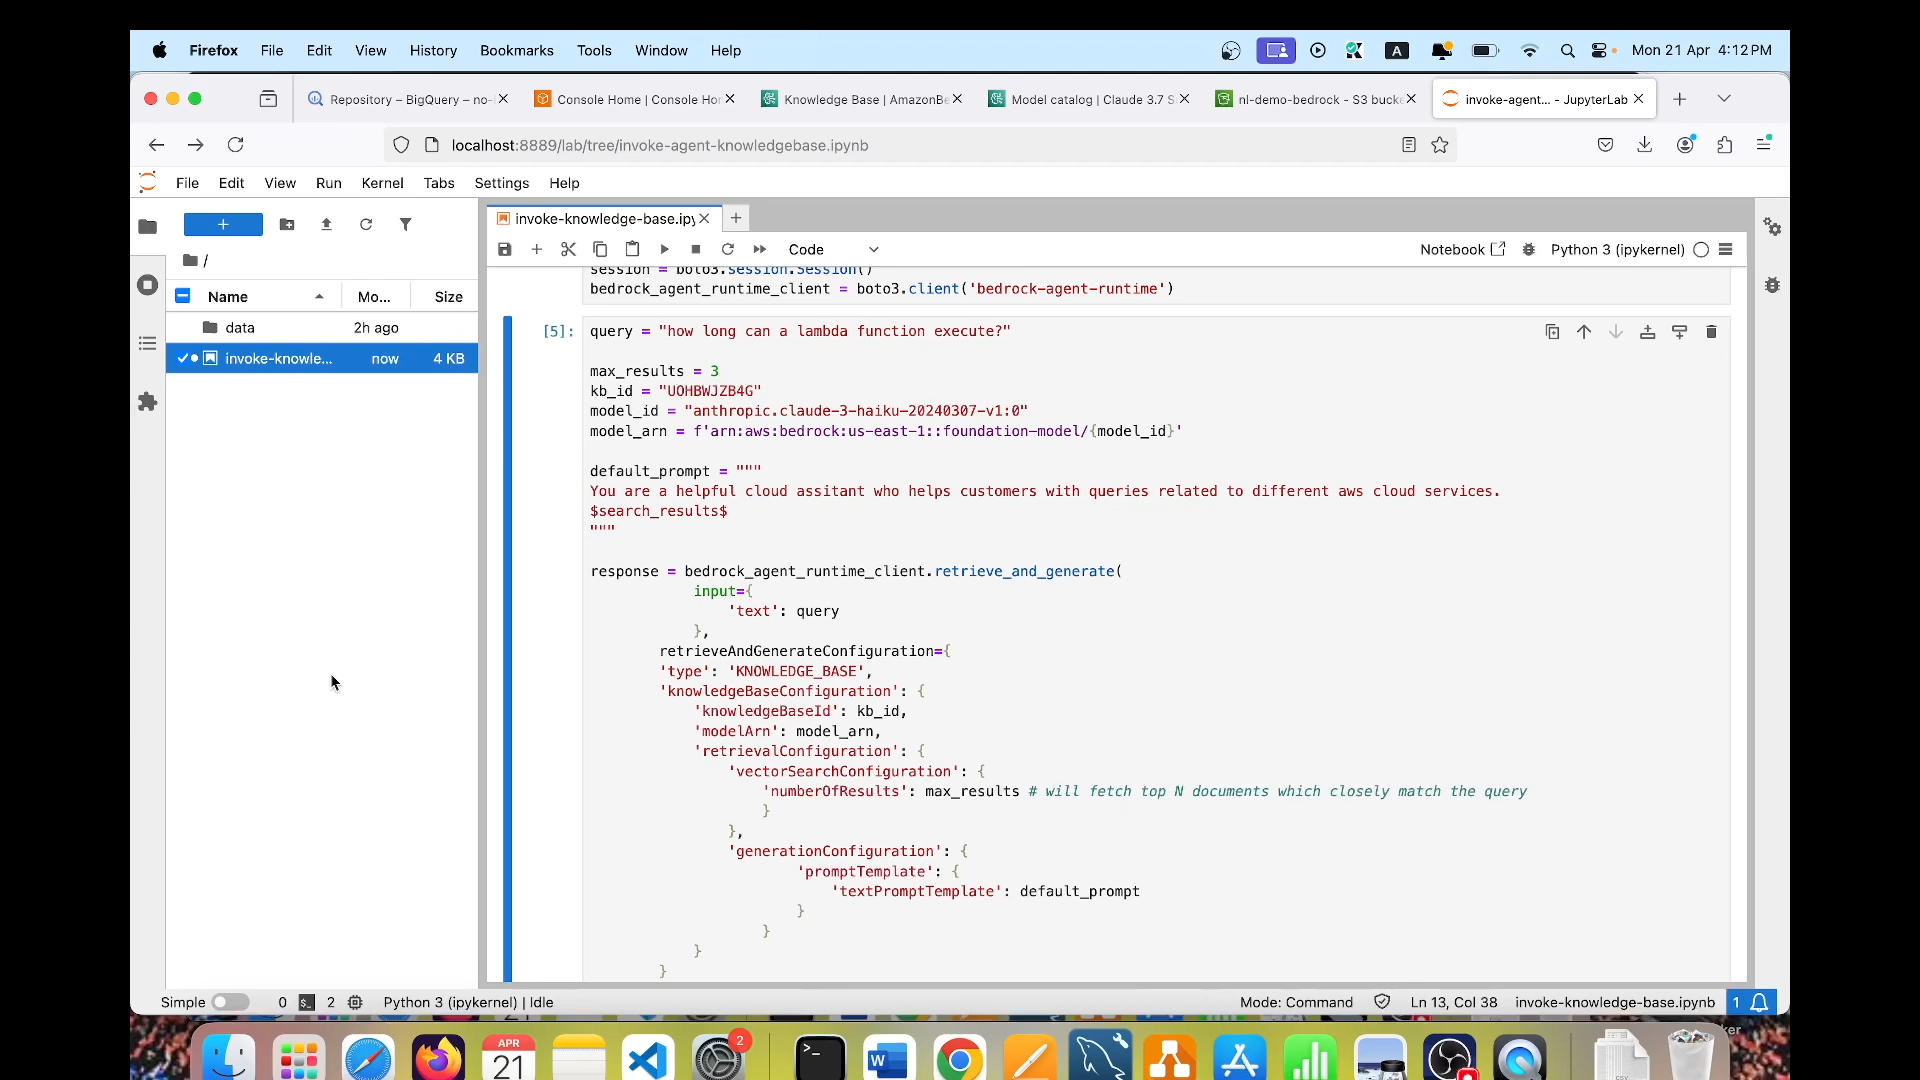 Firefox File Edit View History Bookmarks Tools Window Help A Mon 21 Apr 4:12 PM
Repository – BigQuery – no- Console Home | Console Hor Knowledge Base | AmazonBe Model catalog | Claude 3.7 S nl-demo-bedrock - S3 bucke invoke-agent... - JupyterLab
localhost:8889/lab/tree/invoke-agent-knowledgebase.ipynb
File Edit View Run Kernel Tabs Settings Help
invoke-knowledge-base.ipy
Code Notebook Python 3 (ipykernel)
/
Name Mo... Size
data 2h ago
invoke-knowle... now 4 KB
session = boto3.session.Session()
bedrock_agent_runtime_client = boto3.client('bedrock-agent-runtime')
[5]: query = "how long can a lambda function execute?"
max_results = 3
kb_id = "UOHBWJZB4G"
model_id = "anthropic.claude-3-haiku-20240307-v1:0"
model_arn = f'arn:aws:bedrock:us-east-1::foundation-model/{model_id}'
default_prompt = """
You are a helpful cloud assitant who helps customers with queries related to different aws cloud services.
$search_results$
"""
response = bedrock_agent_runtime_client.retrieve_and_generate(
input={
'text': query
},
retrieveAndGenerateConfiguration={
'type': 'KNOWLEDGE_BASE',
'knowledgeBaseConfiguration': {
'knowledgeBaseId': kb_id,
'modelArn': model_arn,
'retrievalConfiguration': {
'vectorSearchConfiguration': {
'numberOfResults': max_results # will fetch top N documents which closely match the query
}
},
'generationConfiguration': {
'promptTemplate': {
'textPromptTemplate': default_prompt
}
}
}
}
Simple 0 2 Python 3 (ipykernel) | Idle Mode: Command Ln 13, Col 38 invoke-knowledge-base.ipynb 1
APR
21
2